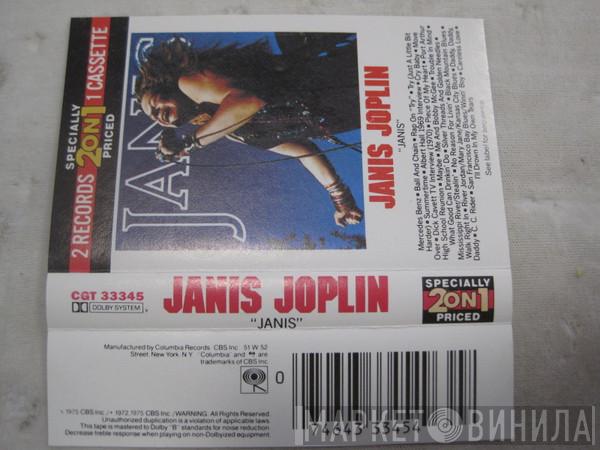 2 RECORDS
SPECIALLY
2 ON 1
PRICED
1 CASSETTE
JANIS
JANIS JOPLIN
"JANIS"
Mercedes Benz • Ball And Chain • Rap On "Try" • Try (Just A Little Bit
Harder) • Summertime • Albert Hall 1969 Interview • Cry Baby • Move
Over • Dick Cavett TV Interview (1970) • Piece Of My Heart • Port Arthur
High School Reunion • Maybe • Me And Bobby McGee • Trouble In Mind •
What Good Can Drinkin' Do • Silver Threads And Golden Needles •
Mississippi River/Stealin' • No Reason For Livin' • Black Mountain Blues •
Walk Right In • River Jordan/Mary Jane/Kansas City Blues • Daddy, Daddy,
Daddy • C. C. Rider • San Francisco Bay Blues/Winin' Boy • Careless Love •
I'll Drown In My Own Tears
See label for sequence
CGT 33345
DOLBY SYSTEM
JANIS JOPLIN
"JANIS"
SPECIALLY
2 ON 1
PRICED
Manufactured by Columbia Records CBS Inc. 51 W 52
Street, New York, N.Y. "Columbia" and are
trademarks of CBS Inc.
0
℗ 1975 CBS Inc./℗ 1972, 1975 CBS Inc./WARNING: All Rights Reserved.
Unauthorized duplication is a violation of applicable laws.
This tape is mastered to Dolby "B" standards for noise reduction
Decrease treble response when playing on non-Dolbyized equipment.
74643 33454
МАРКЕТ ВИНИЛА